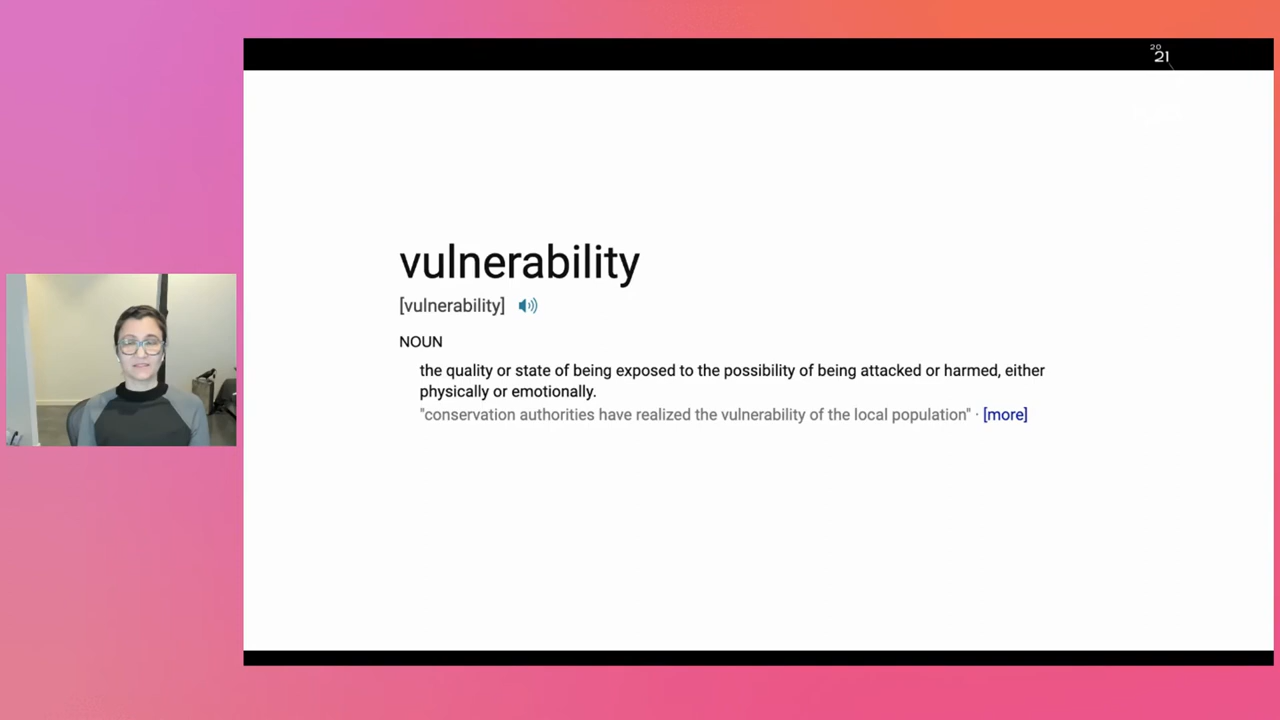 20
21
vulnerability
[vulnerability]
NOUN
the quality or state of being exposed to the possibility of being attacked or harmed, either
physically or emotionally.
"conservation authorities have realized the vulnerability of the local population" · [more]